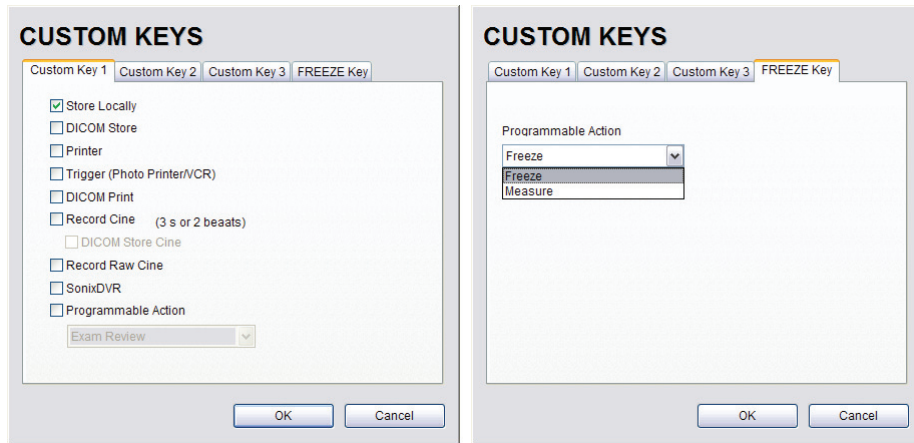 CUSTOM KEYS
Custom Key 1 Custom Key 2 Custom Key 3 FREEZE Key
Store Locally
DICOM Store
Printer
Trigger (Photo Printer/VCR)
DICOM Print
Record Cine (3 s or 2 beaats)
DICOM Store Cine
Record Raw Cine
SonixDVR
Programmable Action
Exam Review
OK Cancel
CUSTOM KEYS
Custom Key 1 Custom Key 2 Custom Key 3 FREEZE Key
Programmable Action
Freeze
Freeze
Measure
OK Cancel